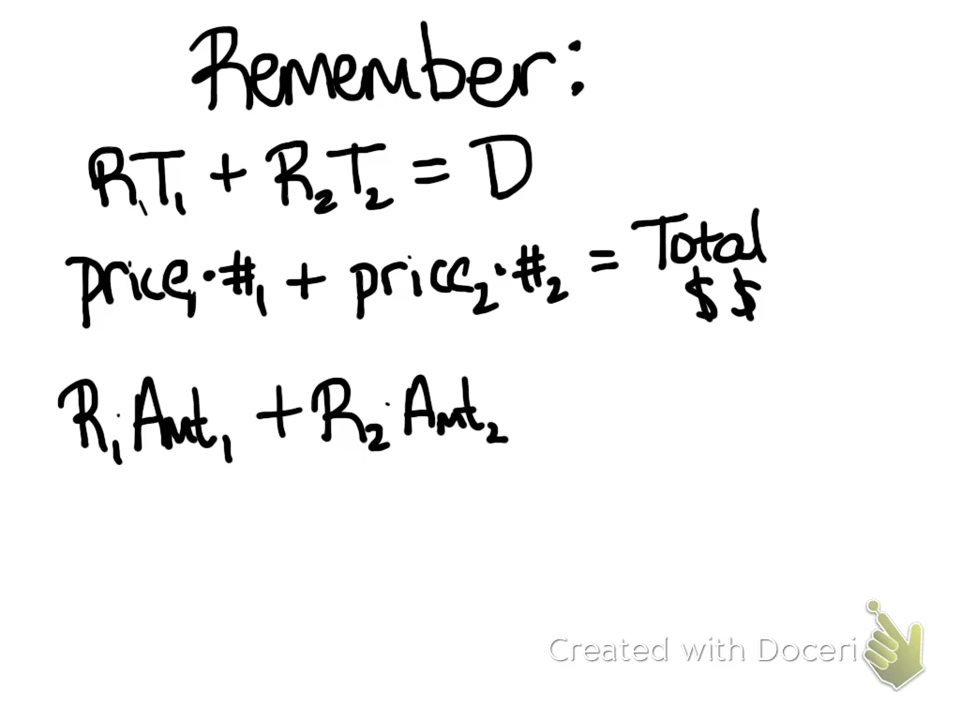 Remember:
R₁T₁ + R₂T₂ = D
price₁·#₁ + price₂·#₂ = Total $$
R₁·Amt₁ + R₂·Amt₂
Created with Doceri